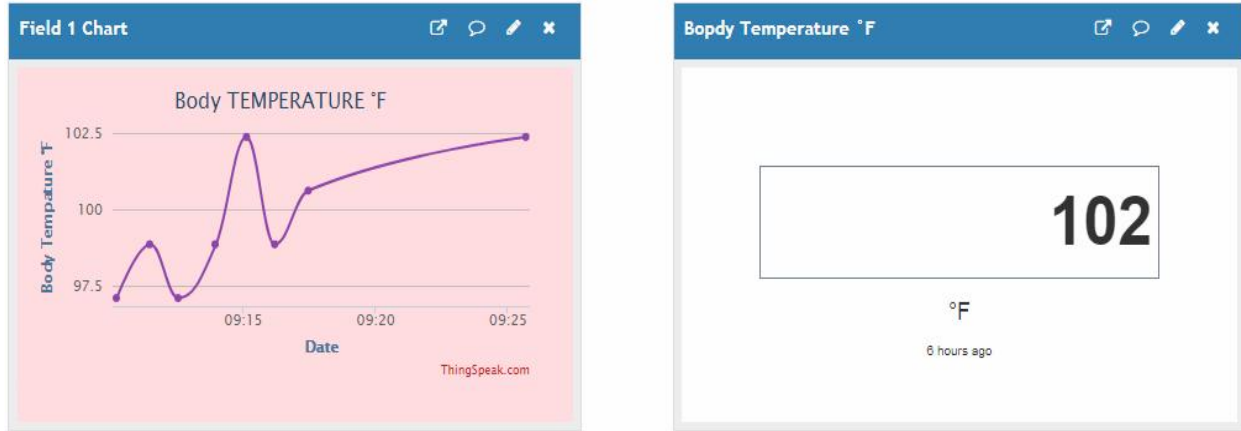 Field 1 Chart
Body TEMPERATURE °F
Body Tempature °F
102.5
100
97.5
09:15
09:20
09:25
Date
ThingSpeak.com
Bopdy Temperature °F
102
°F
6 hours ago